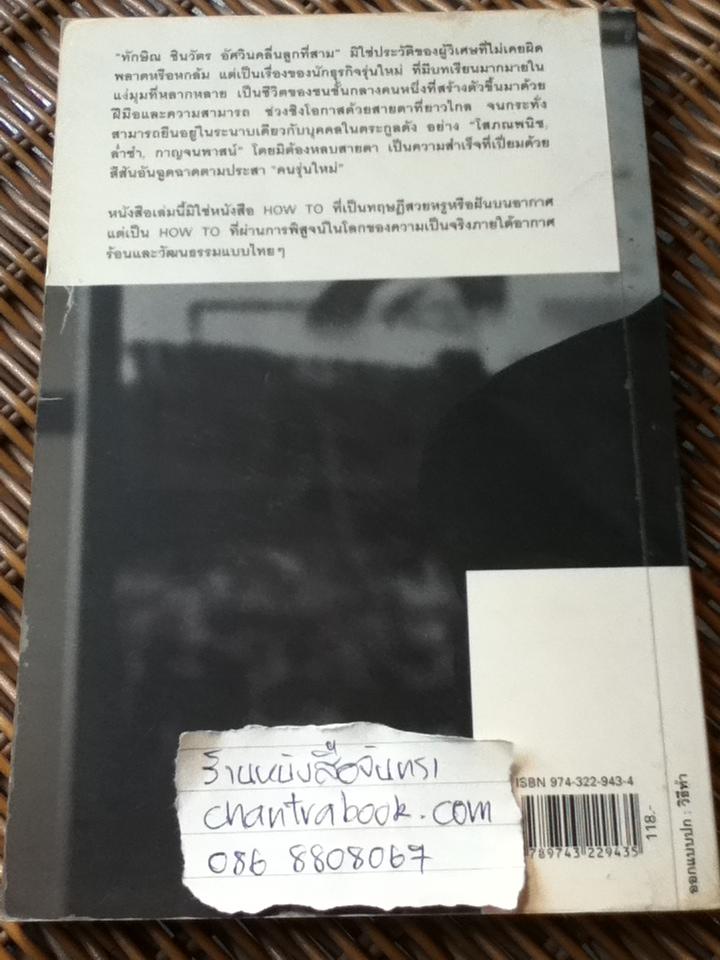 "ทักษิณ ชินวัตร อัศวินคลื่นลูกที่สาม" มิใช่ประวัติของผู้วิเศษที่ไม่เคยผิด
พลาดหรือหกล้ม แต่เป็นเรื่องของนักธุรกิจรุ่นใหม่ ที่มีบทเรียนมากมายใน
แง่มุมที่หลากหลาย เป็นชีวิตของชนชั้นกลางคนหนึ่งที่สร้างตัวขึ้นมาด้วย
ฝีมือและความสามารถ ช่วงชิงโอกาสด้วยสายตาที่ยาวไกล จนกระทั่ง
สามารถยืนอยู่ในระนาบเดียวกับบุคคลในตระกูลดัง อย่าง "โสภณพนิช,
ล่ำซำ, กาญจนพาสน์" โดยมิต้องหลบสายตา เป็นความสำเร็จที่เปี่ยมด้วย
สีสันอันฉูดฉาดตามประสา "คนรุ่นใหม่"
หนังสือเล่มนี้มิใช่หนังสือ HOW TO ที่เป็นทฤษฎีสวยหรูหรือฝันบนอากาศ
แต่เป็น HOW TO ที่ผ่านการพิสูจน์ในโลกของความเป็นจริงภายใต้อากาศ
ร้อนและวัฒนธรรมแบบไทยๆ
ร้านหนังสือจันทรา
chantrabook.com
086 8808067
ISBN 974-322-943-4
789743 229435
118.-
ออกแบบปก : วิธีทำ